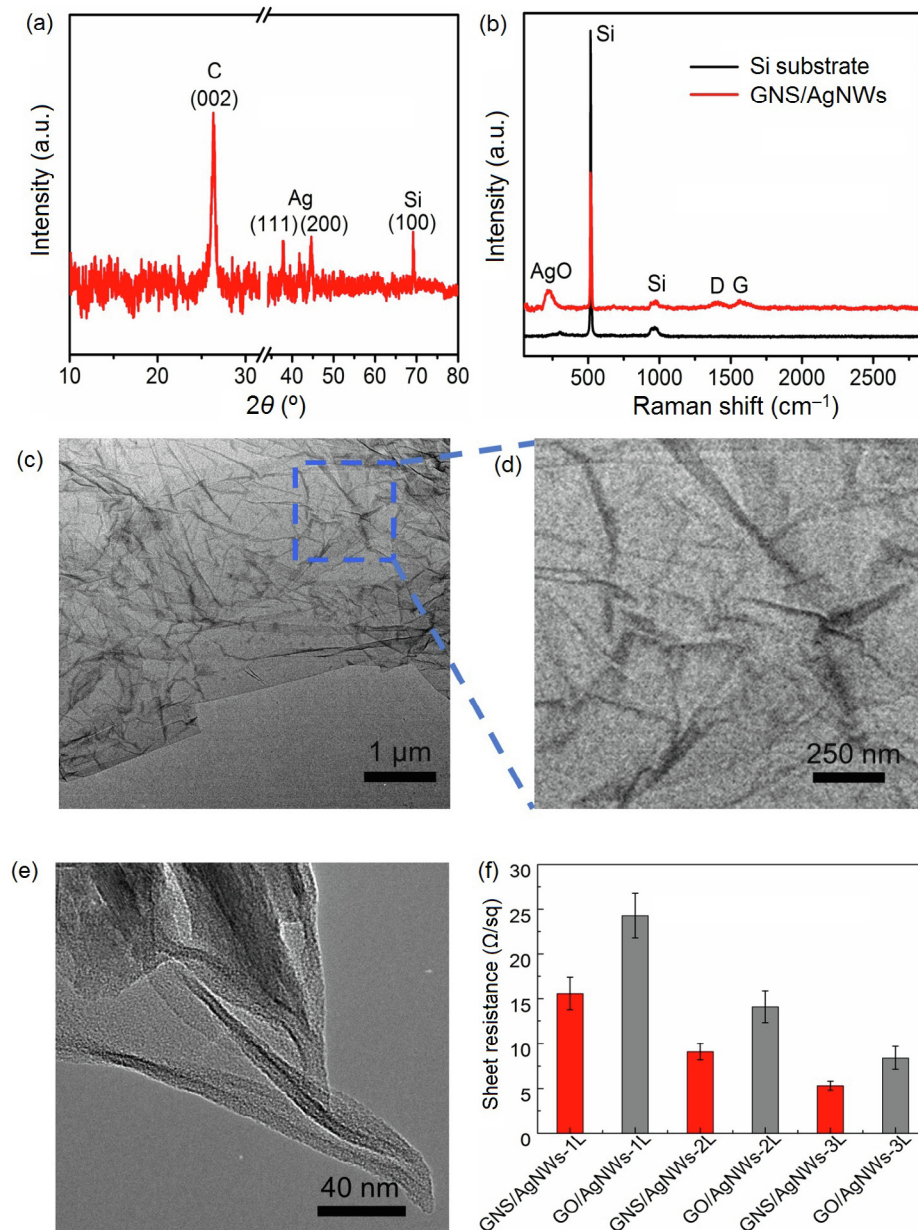 (a)
C
(002)
Ag
(111) (200)
Si
(100)
Intensity (a.u.)
10 20 30 40 50 60 70 80
2θ (º)
(b)
Si
Si substrate
GNS/AgNWs
AgO
Si
D G
Intensity (a.u.)
500 1000 1500 2000 2500
Raman shift (cm⁻¹)
(c)
1 μm
(d)
250 nm
(e)
40 nm
(f)
30
25
20
15
10
5
0
Sheet resistance (Ω/sq)
GNS/AgNWs-1L
GO/AgNWs-1L
GNS/AgNWs-2L
GO/AgNWs-2L
GNS/AgNWs-3L
GO/AgNWs-3L